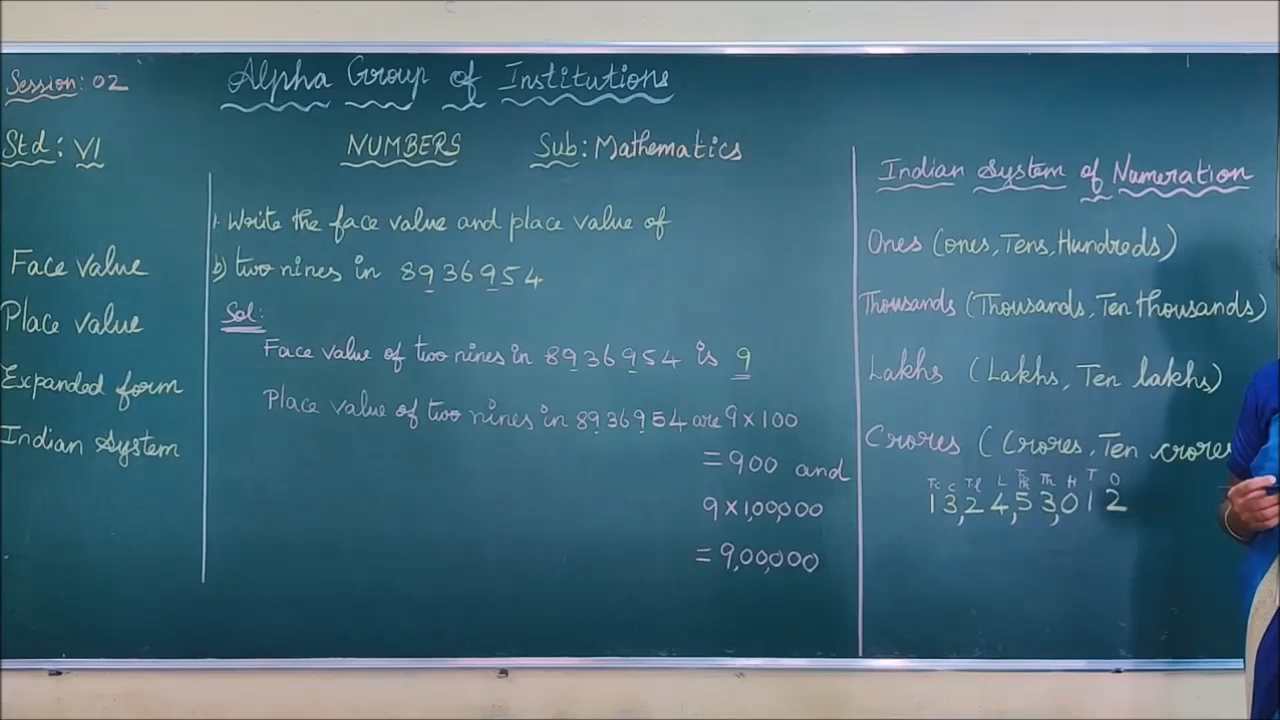 Session: 02
Alpha Group of Institutions
Std: VI
NUMBERS
Sub: Mathematics
Face value
Place value
Expanded form
Indian System
1. Write the face value and place value of
b) two nines in 8936954
Sol:
Face value of two nines in 8936954 is 9
Place value of two nines in 8936954 are 9 x 100
= 900 and
9 x 1,00,000
= 9,00,000
Indian System of Numeration
Ones (ones, Tens, Hundreds)
Thousands (Thousands, Ten thousands)
Lakhs (Lakhs, Ten lakhs)
Crores (Crores, Ten crores
Tc C T.l L T.Th Th H T O
13,24,53,012